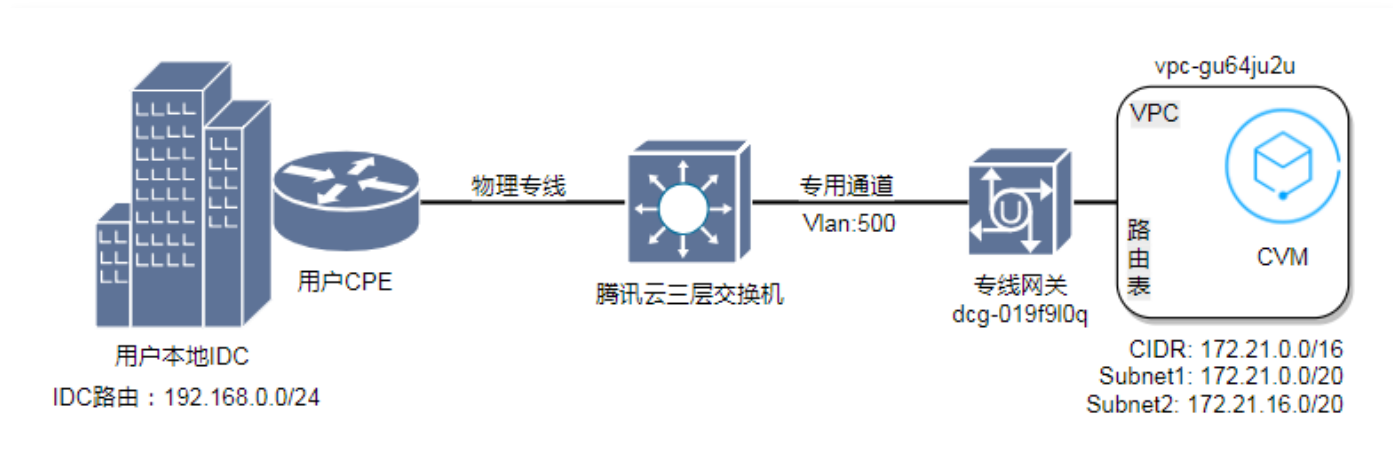 vpc-gu64ju2u
VPC
物理专线
专用通道
Vlan:500
路
由
表
CVM
用户CPE
腾讯云三层交换机
专线网关
dcg-019f9l0q
用户本地IDC
IDC路由：192.168.0.0/24
CIDR: 172.21.0.0/16
Subnet1: 172.21.0.0/20
Subnet2: 172.21.16.0/20